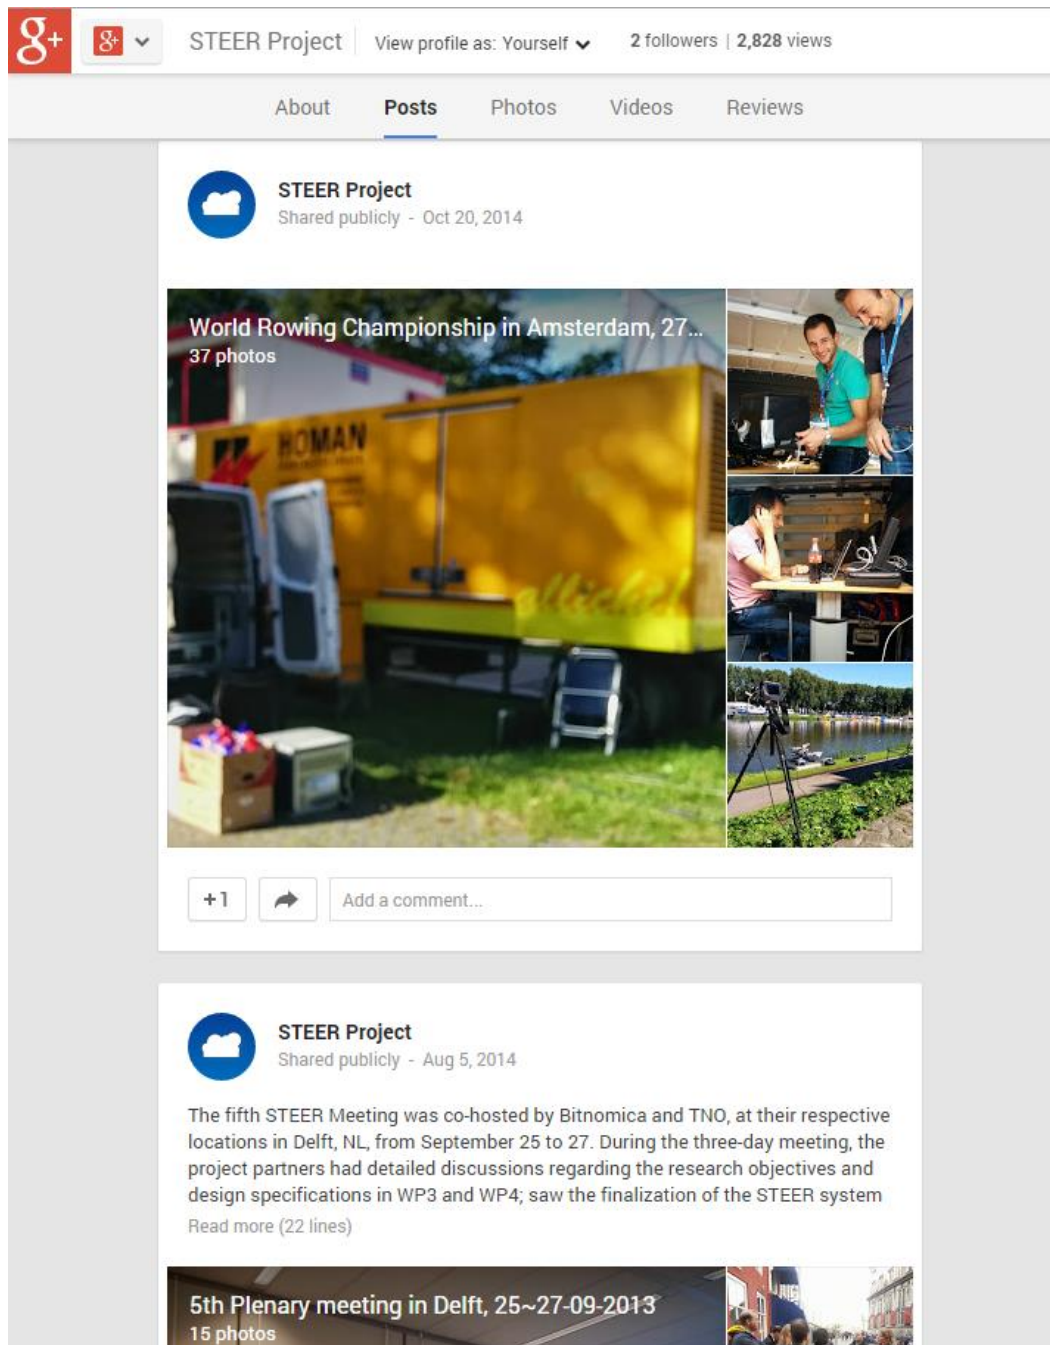 g+ g+ STEER Project View profile as: Yourself 2 followers | 2,828 views
About Posts Photos Videos Reviews
STEER Project
Shared publicly - Oct 20, 2014
World Rowing Championship in Amsterdam, 27...
37 photos
HOMAN
allicht!
+1 Add a comment...
STEER Project
Shared publicly - Aug 5, 2014
The fifth STEER Meeting was co-hosted by Bitnomica and TNO, at their respective
locations in Delft, NL, from September 25 to 27. During the three-day meeting, the
project partners had detailed discussions regarding the research objectives and
design specifications in WP3 and WP4; saw the finalization of the STEER system
Read more (22 lines)
5th Plenary meeting in Delft, 25~27-09-2013
15 photos